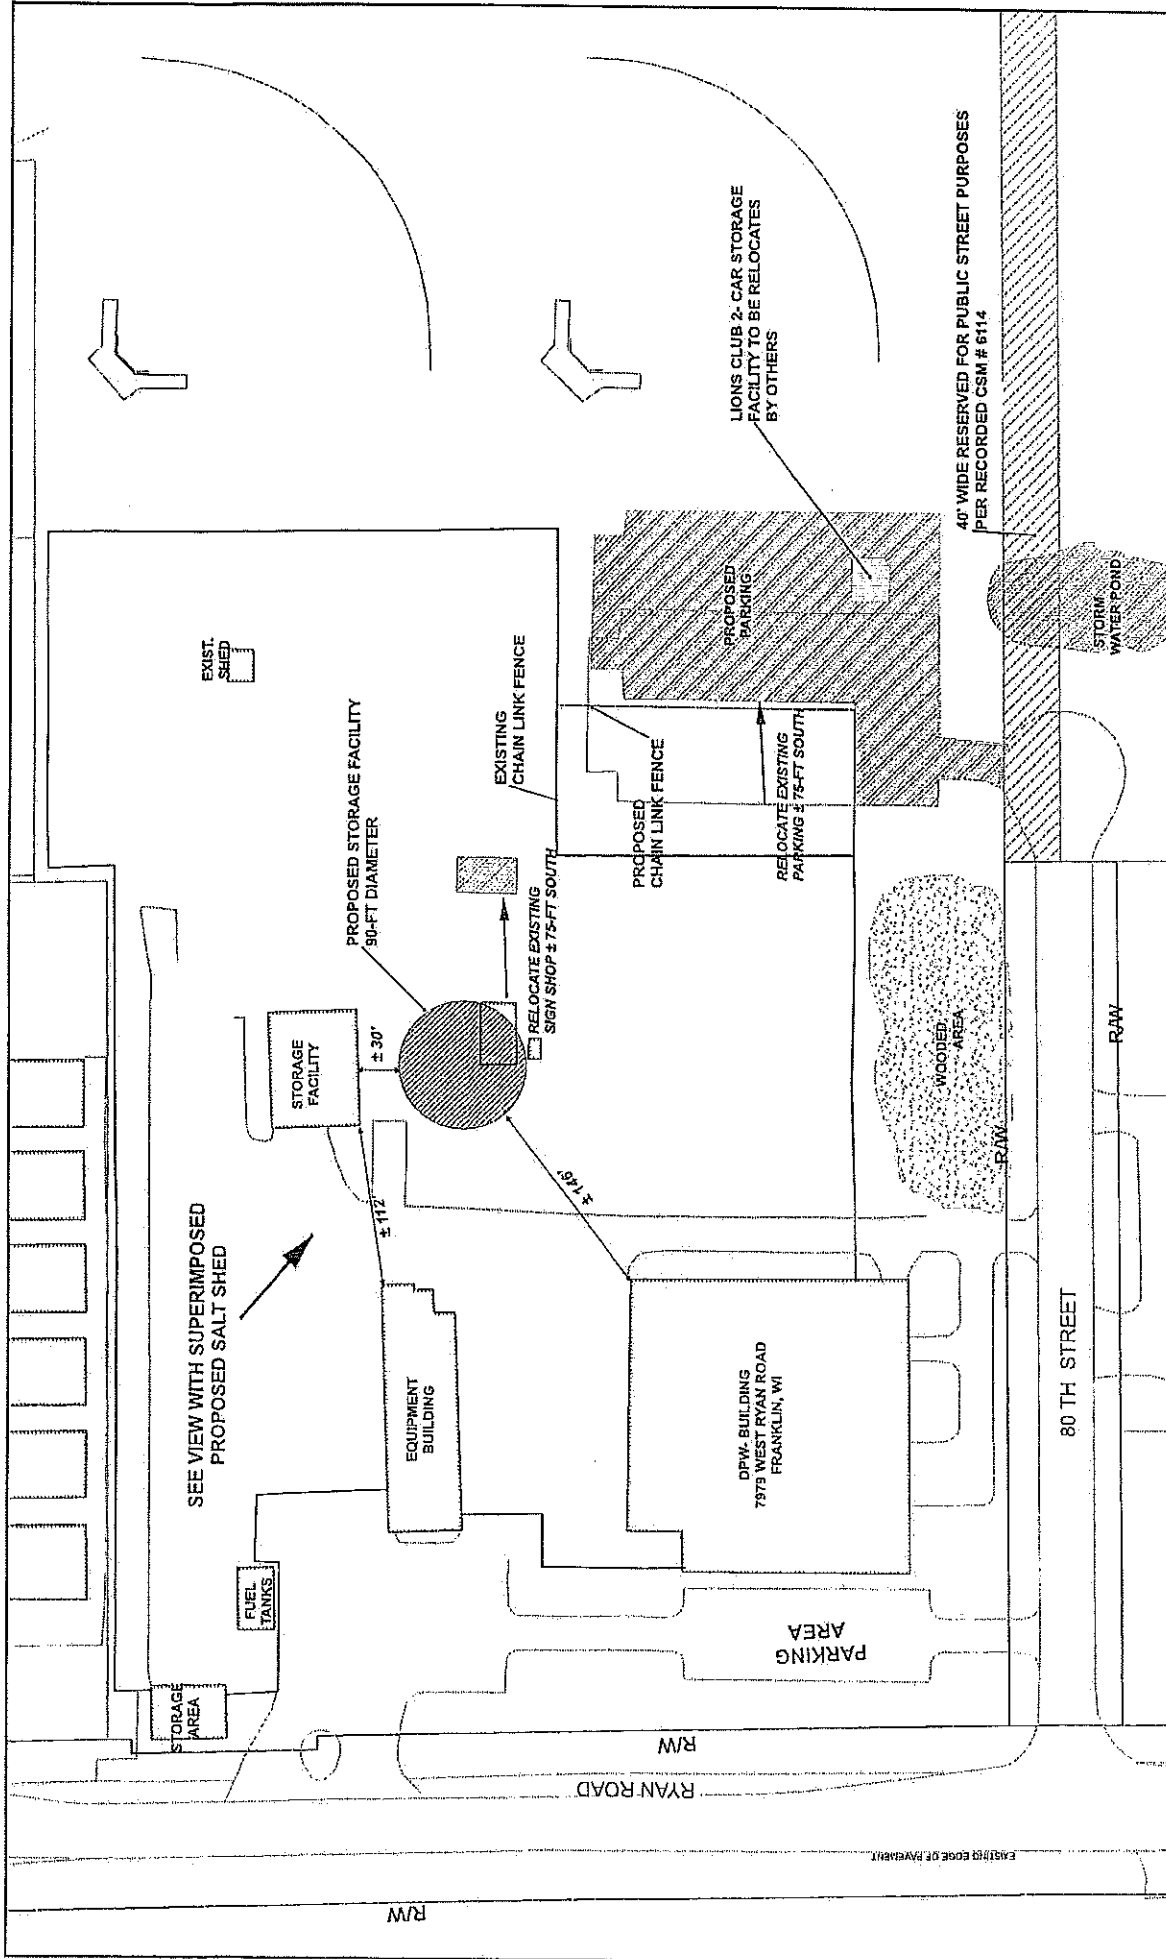 SEE VIEW WITH SUPERIMPOSED
PROPOSED SALT SHED
STORAGE
AREA
FUEL
TANKS
EQUIPMENT
BUILDING
± 112'
STORAGE
FACILITY
± 30'
PROPOSED STORAGE FACILITY
90-FT DIAMETER
EXIST.
SHED
RELOCATE EXISTING
SIGN SHOP ± 75-FT SOUTH
± 146'
EXISTING
CHAIN LINK FENCE
PROPOSED
CHAIN LINK FENCE
RELOCATE EXISTING
PARKING ± 75-FT SOUTH
PROPOSED
PARKING
LIONS CLUB 2- CAR STORAGE
FACILITY TO BE RELOCATES
BY OTHERS
40' WIDE RESERVED FOR PUBLIC STREET PURPOSES
PER RECORDED CSM # 6114
STORM
WATER POND
WOODED
AREA
R/W
R/W
80 TH STREET
DPW- BUILDING
7979 WEST RYAN ROAD
FRANKLIN, WI
PARKING
AREA
R/W
RYAN ROAD
EXISTING EDGE OF PAVEMENT
R/W